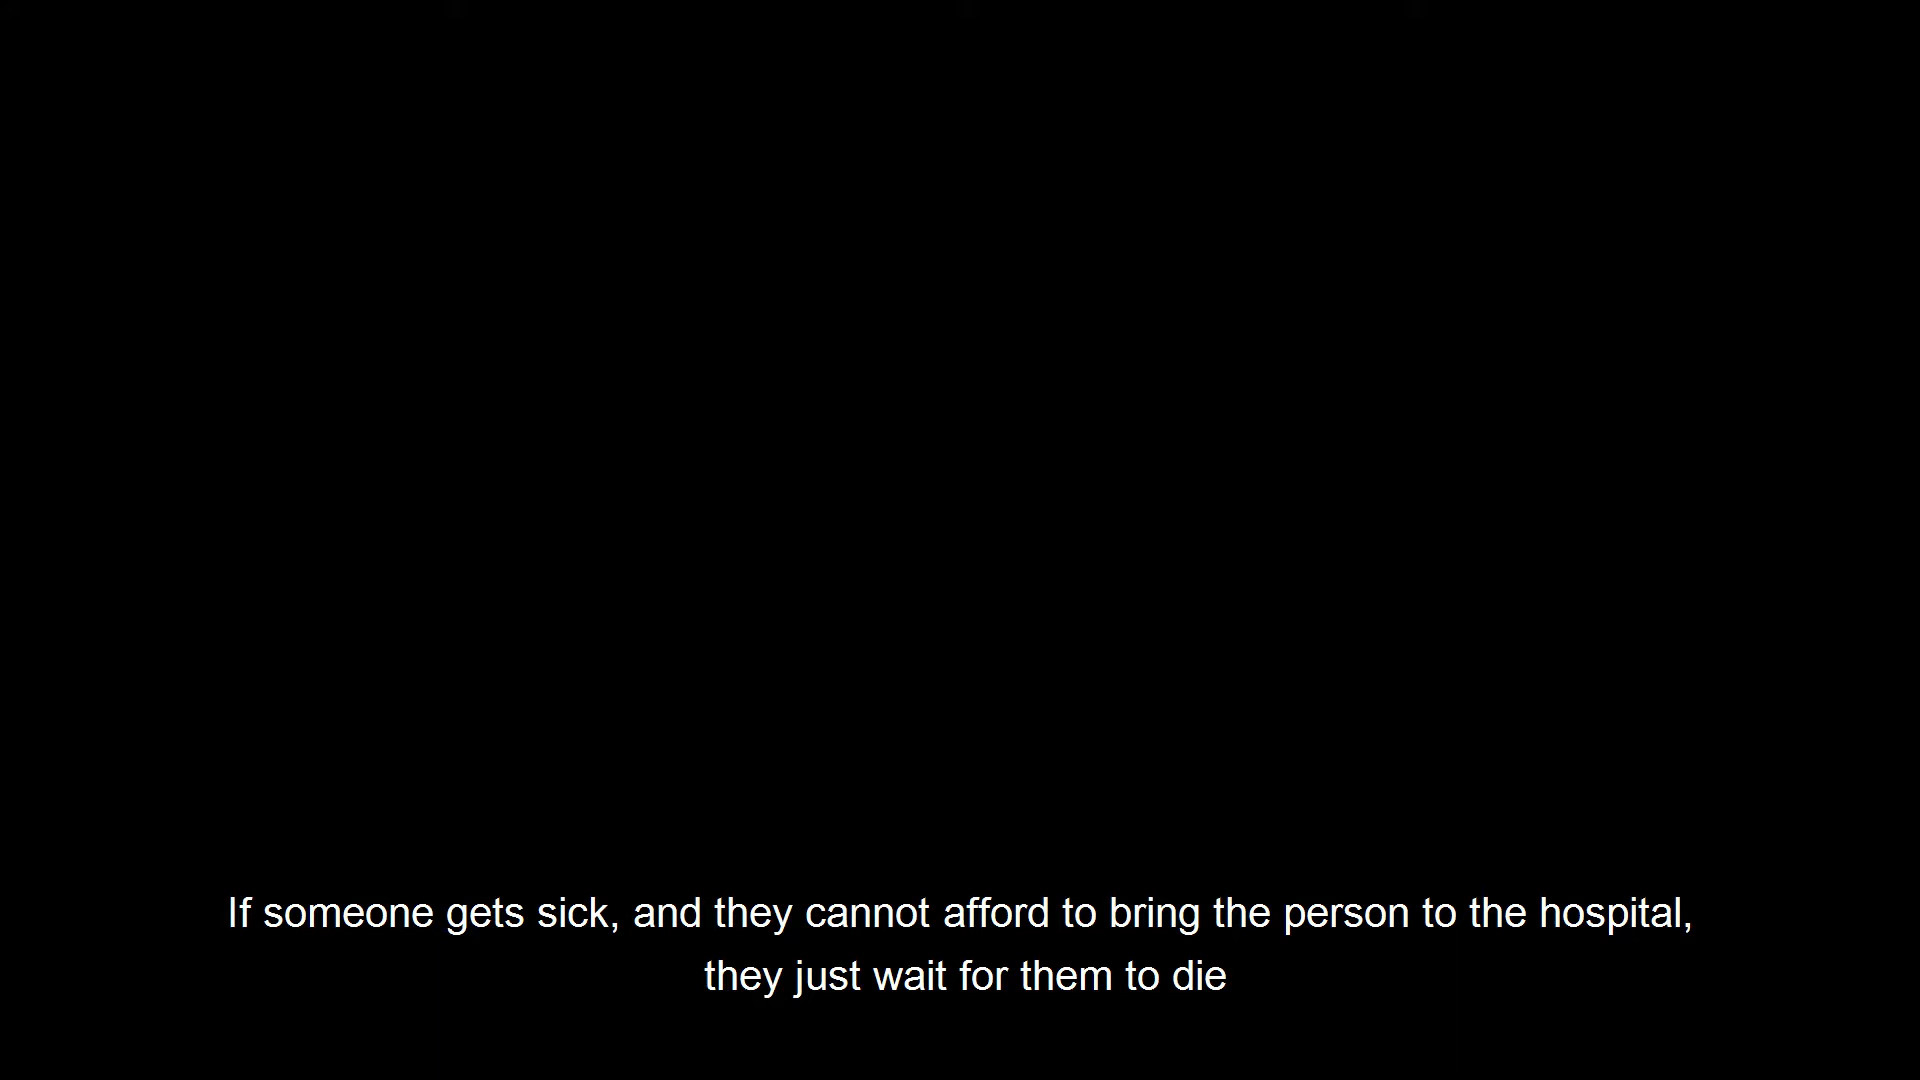 If someone gets sick, and they cannot afford to bring the person to the hospital,
they just wait for them to die